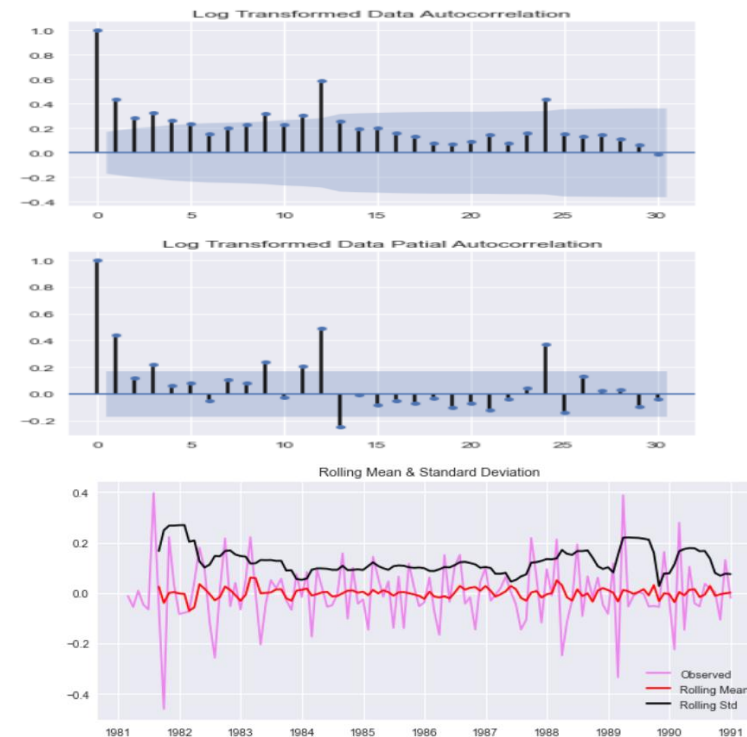 Log Transformed Data Autocorrelation
1.0
0.8
0.6
0.4
0.2
0.0
−0.2
−0.4
0 5 10 15 20 25 30
Log Transformed Data Patial Autocorrelation
1.0
0.8
0.6
0.4
0.2
0.0
−0.2
0 5 10 15 20 25 30
Rolling Mean & Standard Deviation
0.4
0.2
0.0
−0.2
−0.4
Observed
Rolling Mean
Rolling Std
1981 1982 1983 1984 1985 1986 1987 1988 1989 1990 1991